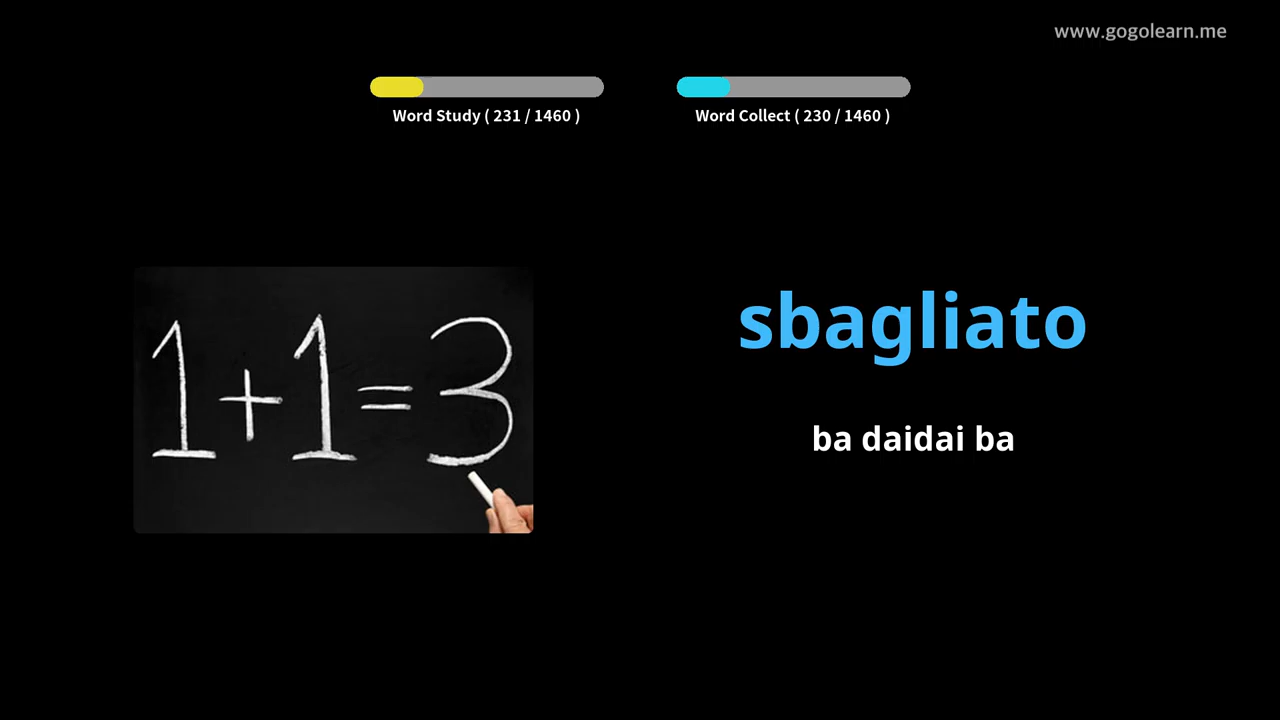 www.gogolearn.me
Word Study ( 231 / 1460 )
Word Collect ( 230 / 1460 )
1+1=3
sbagliato
ba daidai ba